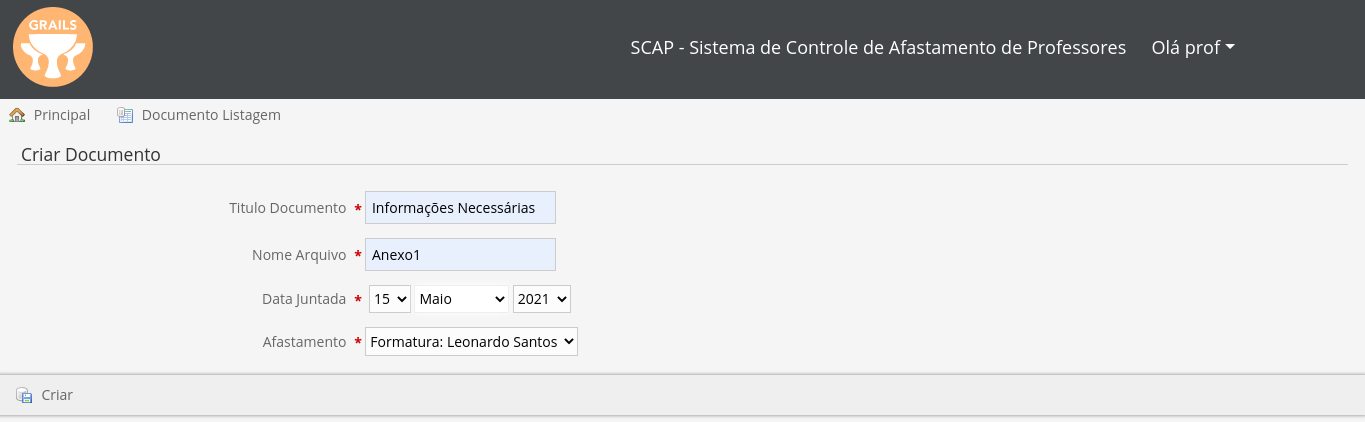 GRAILS
SCAP - Sistema de Controle de Afastamento de Professores Olá prof
Principal Documento Listagem
Criar Documento
Titulo Documento * Informações Necessárias
Nome Arquivo * Anexo1
Data Juntada * 15 Maio 2021
Afastamento * Formatura: Leonardo Santos
Criar